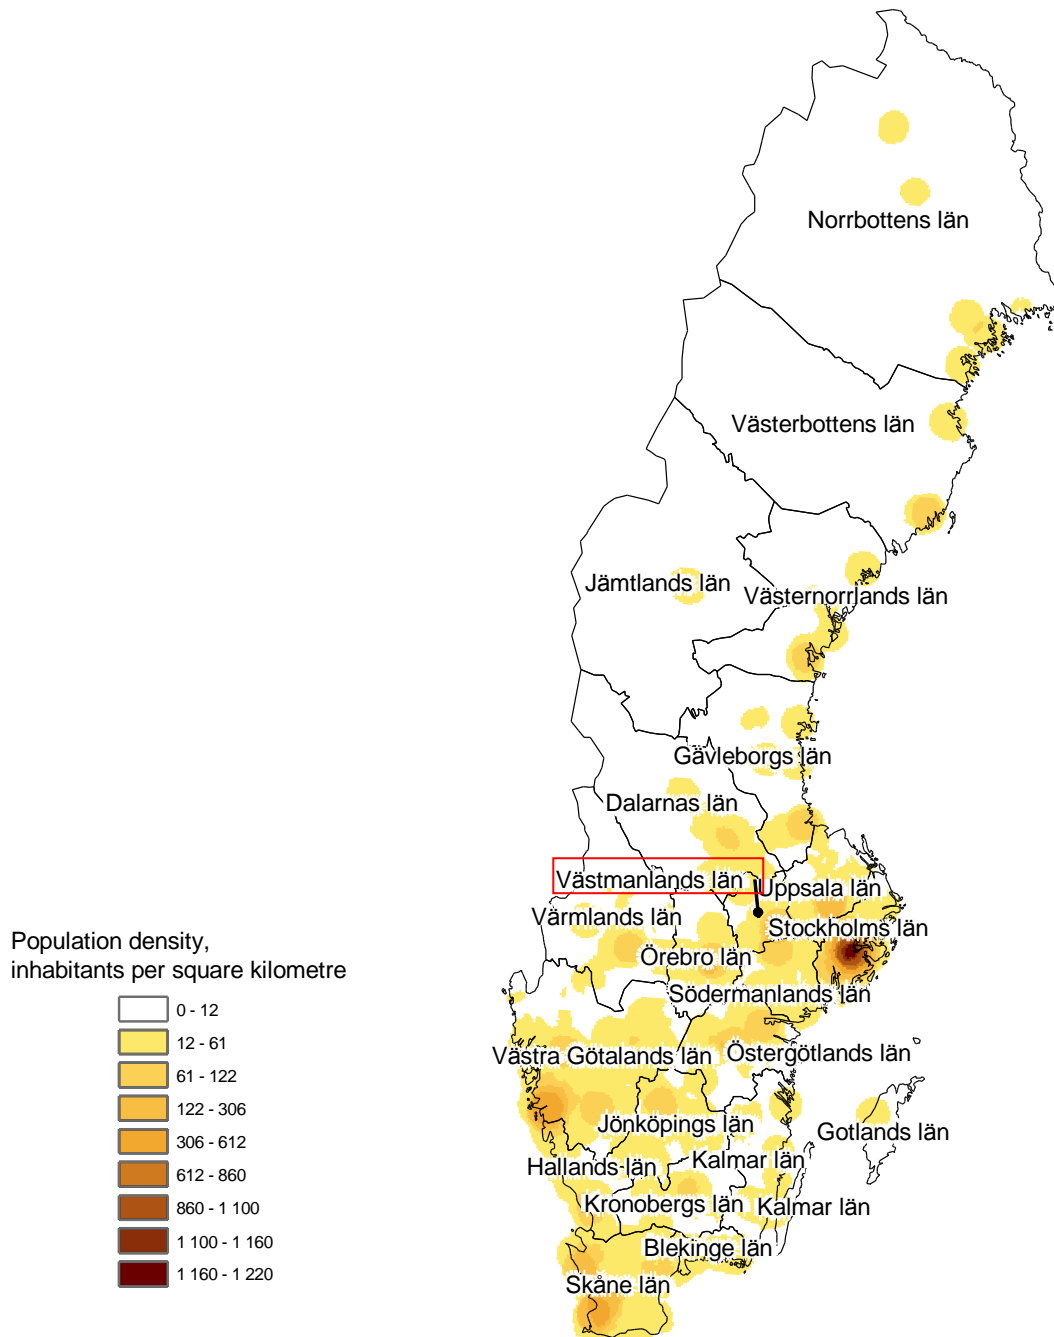 Norrbottens län
Västerbottens län
Jämtlands län
Västernorrlands län
Gävleborgs län
Dalarnas län
Västmanlands län
Uppsala län
Värmlands län
Stockholms län
Örebro län
Södermanlands län
Västra Götalands län
Östergötlands län
Jönköpings län
Gotlands län
Kalmar län
Hallands län
Kronobergs län
Kalmar län
Blekinge län
Skåne län
Population density,
inhabitants per square kilometre
0 - 12
12 - 61
61 - 122
122 - 306
306 - 612
612 - 860
860 - 1 100
1 100 - 1 160
1 160 - 1 220